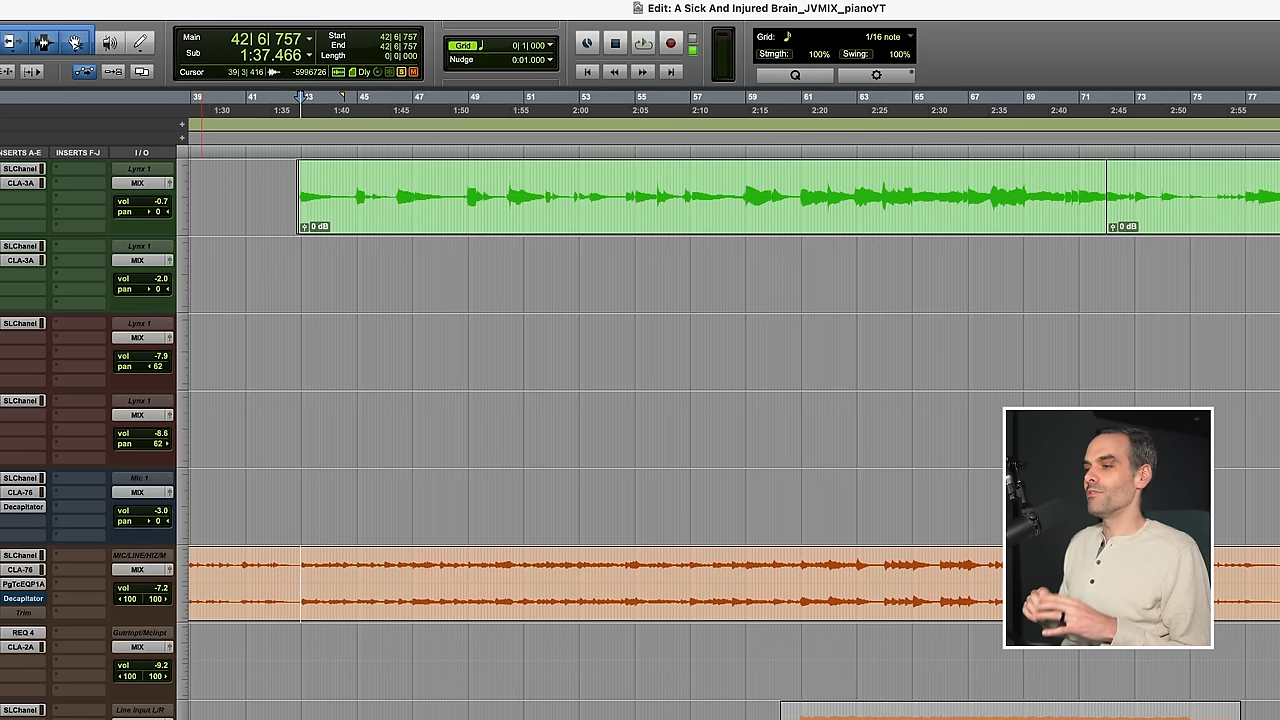 Edit: A Sick And Injured Brain_JVMIX_pianoYT
Main 42| 6| 757
Sub 1:37.466
Start 42| 6| 757
End 42| 6| 757
Length 0| 0| 000
Cursor 39| 3| 416 -5996726 Dly S M
Grid 0| 1| 000
Nudge 0:01.000
Grid: 1/16 note
Strength: 100% Swing: 100%
Q
39 41 43 45 47 49 51 53 55 57 59 61 63 65 67 69 71 73 75 77
1:30 1:35 1:40 1:45 1:50 1:55 2:00 2:05 2:10 2:15 2:20 2:25 2:30 2:35 2:40 2:45 2:50 2:55
INSERTS A-E INSERTS F-J I / O
SLChanel Lynx 1
CLA-3A MIX
vol -0.7
pan 0
0 dB 0 dB
SLChanel Lynx 1
CLA-3A MIX
vol -2.0
pan 0
SLChanel Lynx 1
MIX
vol -7.9
pan 62
SLChanel Lynx 1
MIX
vol -8.6
pan 62
SLChanel Mic 1
CLA-76 MIX
Decapitator
vol -3.0
pan 0
SLChanel MIC/LINE/HIZ/M
CLA-76 MIX
PgTcEQP1A
vol -7.2
Decapitator 100 100
Trim
REQ 4 GutrInpt/McInpt
CLA-2A MIX
vol -9.2
100 100
SLChanel Line Input L/R